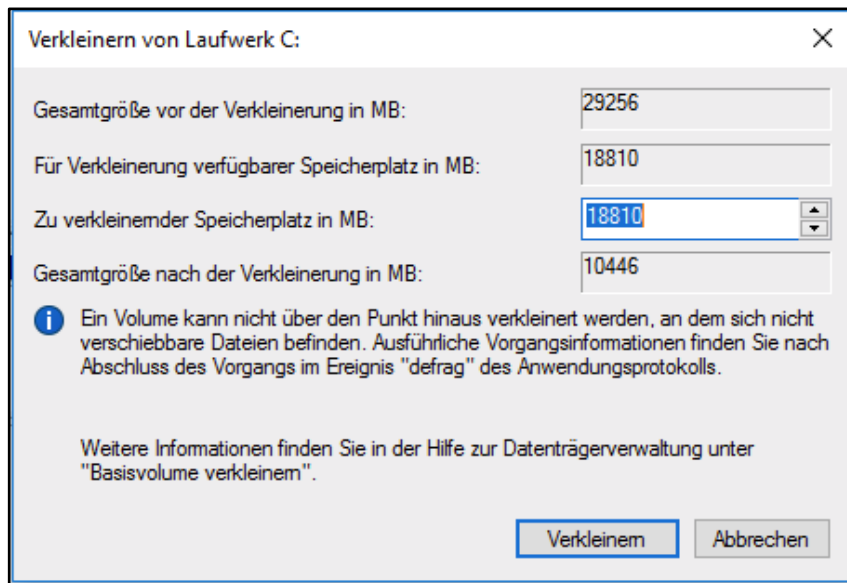 Verkleinern von Laufwerk C:
Gesamtgröße vor der Verkleinerung in MB: 29256
Für Verkleinerung verfügbarer Speicherplatz in MB: 18810
Zu verkleinernder Speicherplatz in MB: 18810
Gesamtgröße nach der Verkleinerung in MB: 10446
Ein Volume kann nicht über den Punkt hinaus verkleinert werden, an dem sich nicht
verschiebbare Dateien befinden. Ausführliche Vorgangsinformationen finden Sie nach
Abschluss des Vorgangs im Ereignis "defrag" des Anwendungsprotokolls.
Weitere Informationen finden Sie in der Hilfe zur Datenträgerverwaltung unter
"Basisvolume verkleinern".
Verkleinern Abbrechen